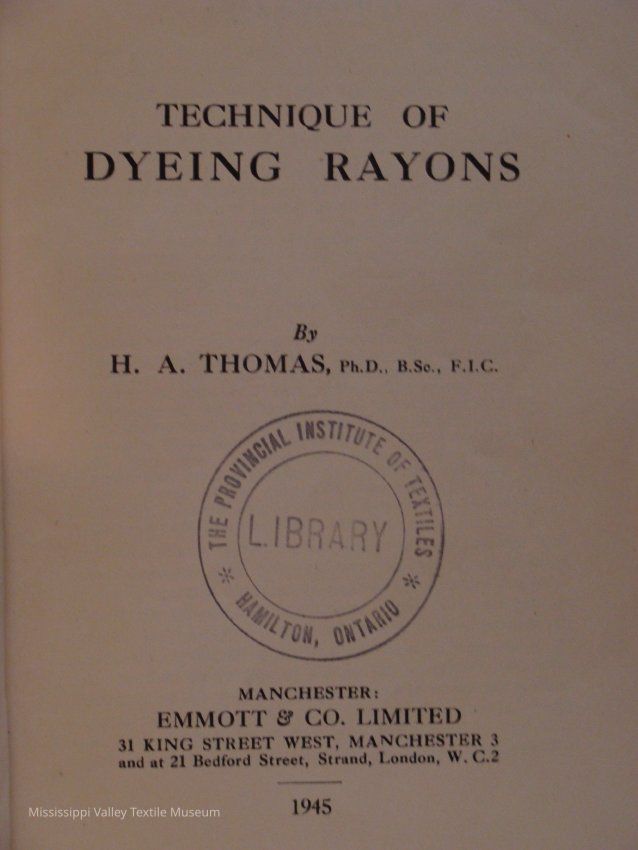 TECHNIQUE OF
DYEING RAYONS
By
H. A. THOMAS, Ph.D., B.Sc., F.I.C.
THE PROVINCIAL INSTITUTE OF TEXTILES
LIBRARY
* HAMILTON, ONTARIO *
MANCHESTER:
EMMOTT & CO. LIMITED
31 KING STREET WEST, MANCHESTER 3
and at 21 Bedford Street, Strand, London, W. C.2
1945
Mississippi Valley Textile Museum